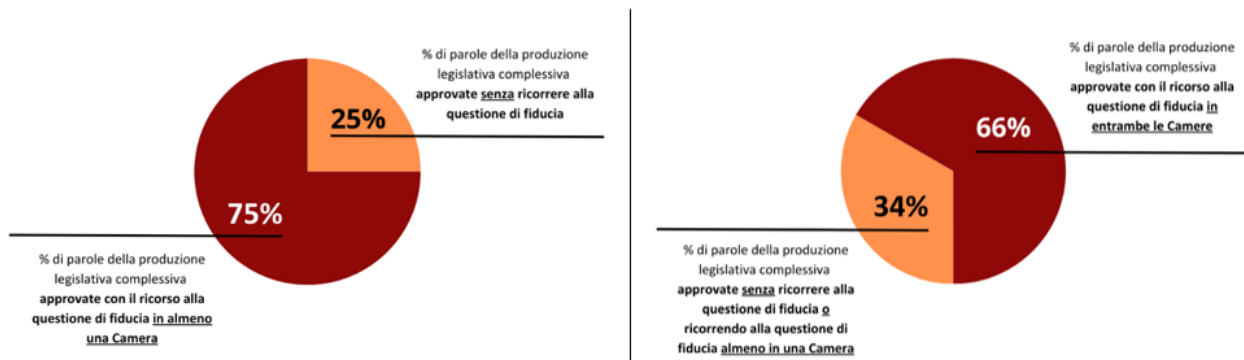 % di parole della produzione
legislativa complessiva
approvate senza ricorrere alla
questione di fiducia
25%
75%
% di parole della produzione
legislativa complessiva
approvate con il ricorso alla
questione di fiducia in almeno
una Camera
% di parole della produzione
legislativa complessiva
approvate con il ricorso alla
questione di fiducia in
entrambe le Camere
66%
34%
% di parole della produzione
legislativa complessiva
approvate senza ricorrere alla
questione di fiducia o
ricorrendo alla questione di
fiducia almeno in una Camera